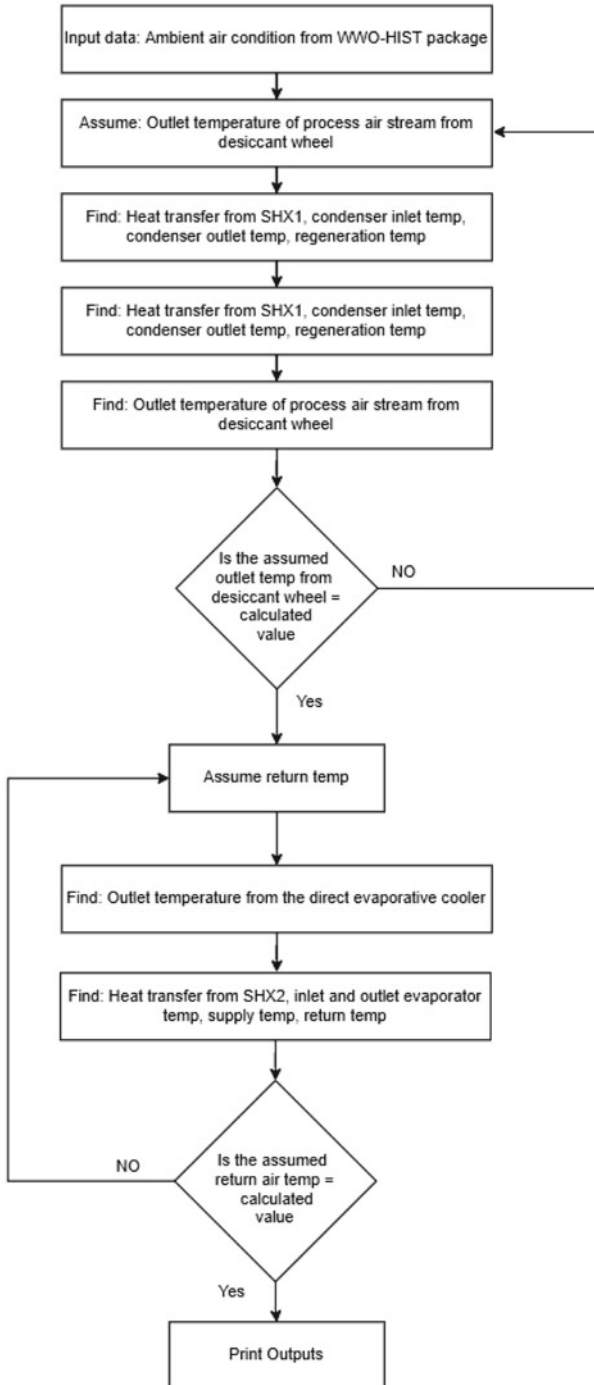 Input data: Ambient air condition from WWO-HIST package
Assume: Outlet temperature of process air stream from
desiccant wheel
Find: Heat transfer from SHX1, condenser inlet temp,
condenser outlet temp, regeneration temp
Find: Heat transfer from SHX1, condenser inlet temp,
condenser outlet temp, regeneration temp
Find: Outlet temperature of process air stream from
desiccant wheel
Is the assumed
outlet temp from
desiccant wheel =
calculated
value
NO
Yes
Assume return temp
Find: Outlet temperature from the direct evaporative cooler
Find: Heat transfer from SHX2, inlet and outlet evaporator
temp, supply temp, return temp
NO
Is the assumed
return air temp =
calculated
value
Yes
Print Outputs